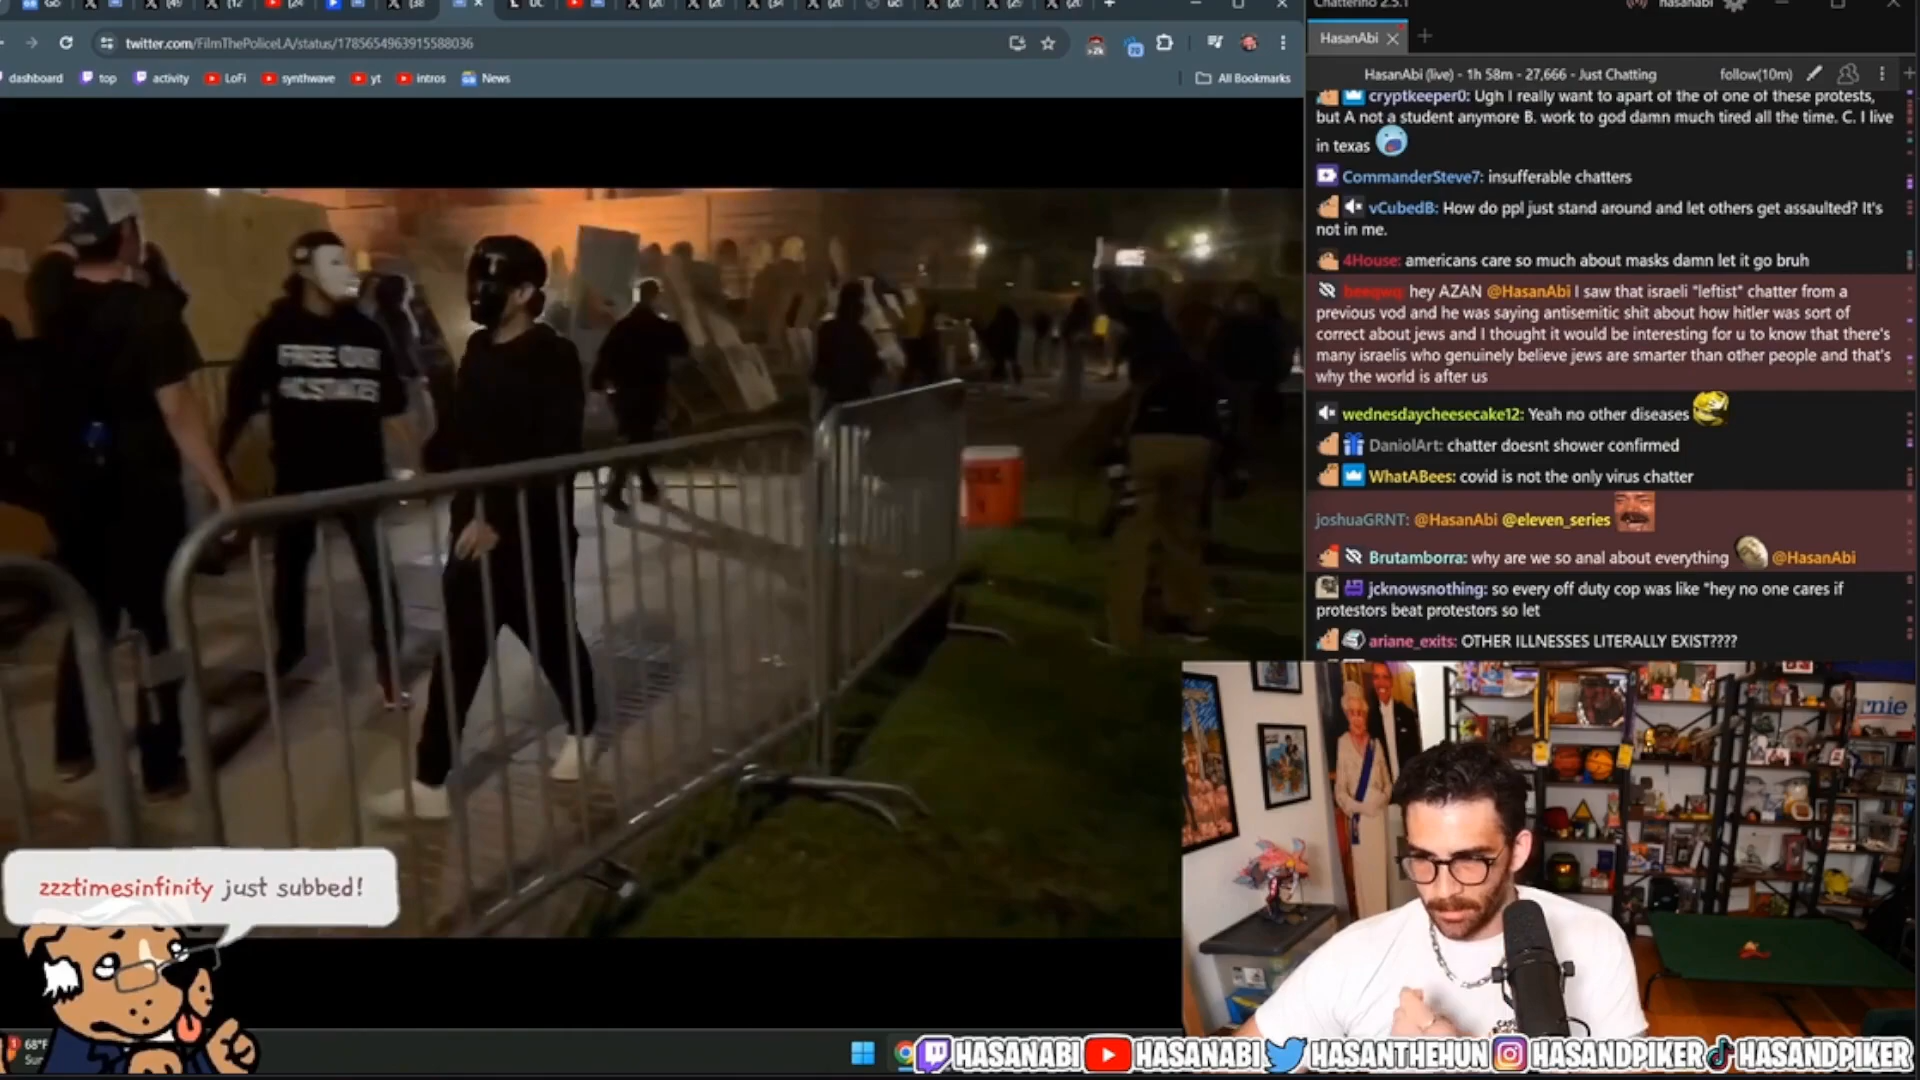 Chatterino 2.5.1
hasanabi
HasanAbi
twitter.com/FilmThePoliceLA/status/1785654963915588036
dashboard top activity LoFi synthwave yt intros News All Bookmarks
HasanAbi (live) - 1h 58m - 27,666 - Just Chatting follow(10m)
cryptkeeper0: Ugh I really want to apart of the of one of these protests,
but A not a student anymore B. work to god damn much tired all the time. C. I live
in texas
CommanderSteve7: insufferable chatters
vCubedB: How do ppl just stand around and let others get assaulted? It's
not in me.
4House: americans care so much about masks damn let it go bruh
hey AZAN @HasanAbi I saw that israeli "leftist" chatter from a
previous vod and he was saying antisemitic shit about how hitler was sort of
correct about jews and I thought it would be interesting for u to know that there's
many israelis who genuinely believe jews are smarter than other people and that's
why the world is after us
wednesdaycheesecake12: Yeah no other diseases
DaniolArt: chatter doesnt shower confirmed
WhatABees: covid is not the only virus chatter
joshuaGRNT: @HasanAbi @eleven_series
Brutamborra: why are we so anal about everything @HasanAbi
jcknowsnothing: so every off duty cop was like "hey no one cares if
protestors beat protestors so let
ariane_exits: OTHER ILLNESSES LITERALLY EXIST????
FREE OUR
zzztimesinfinity just subbed!
68°F
HASANABI HASANABI HASANTHEHUN HASANDPIKER HASANDPIKER